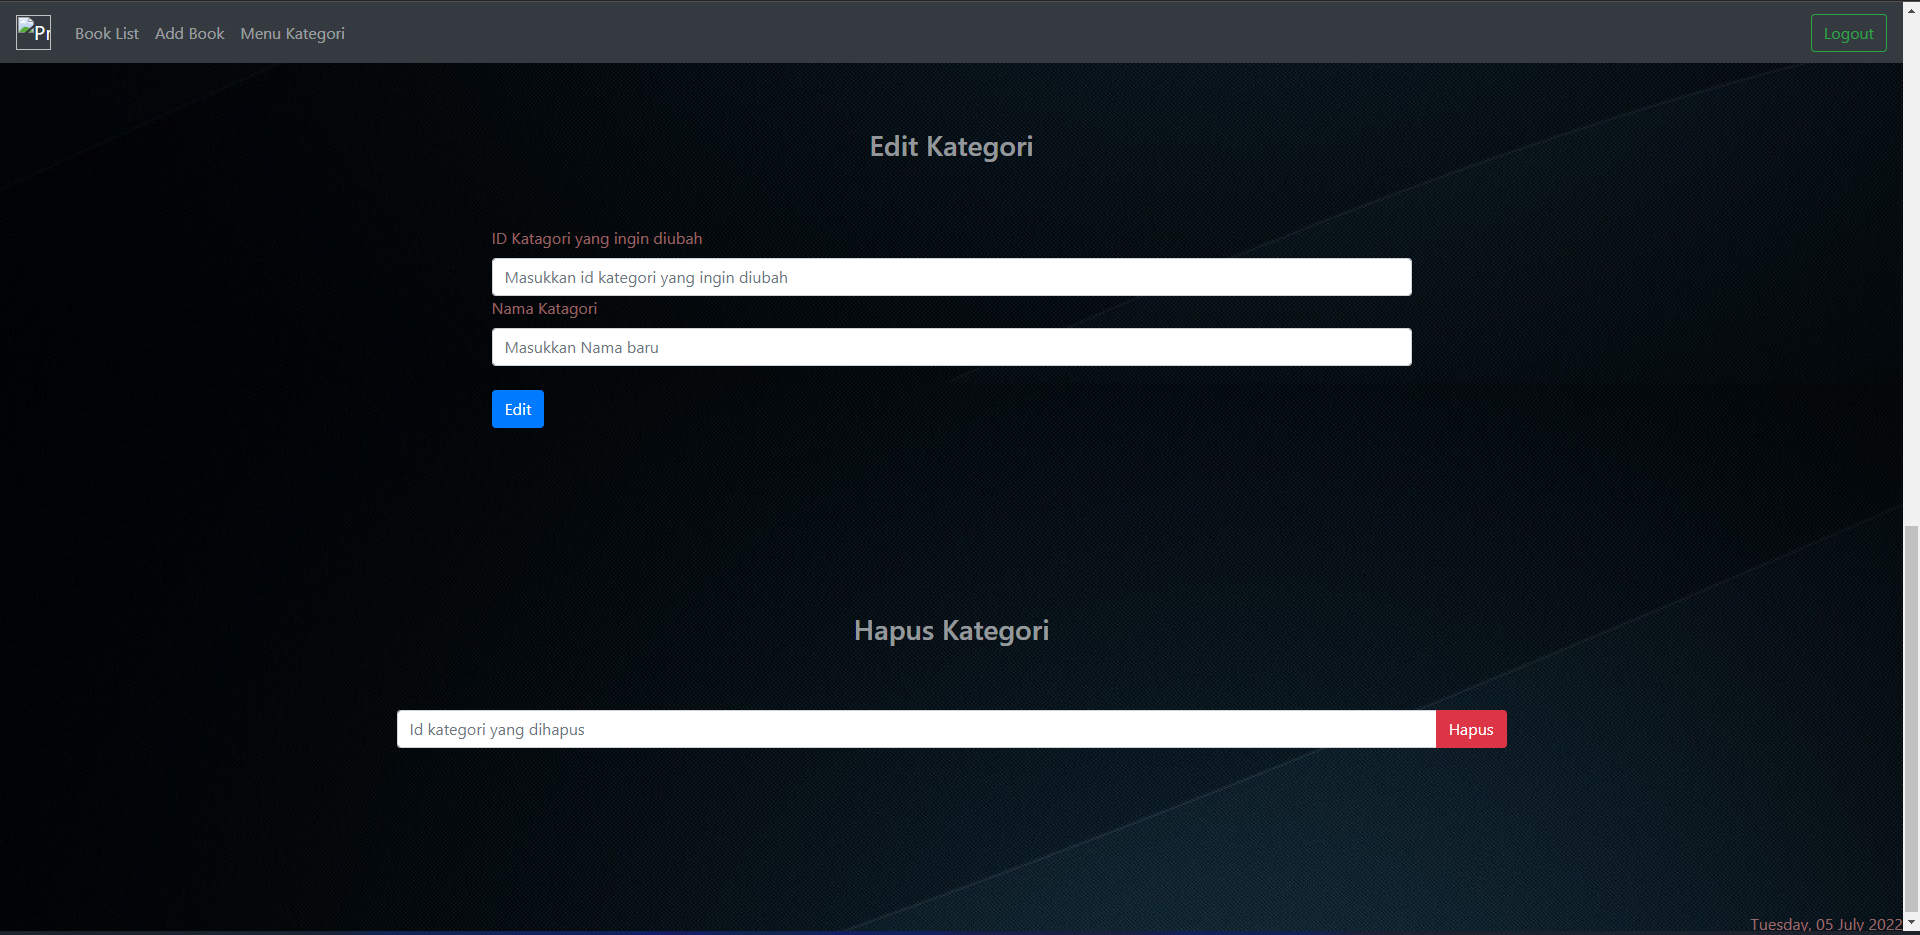 Book List Add Book Menu Kategori Logout
Edit Kategori
ID Katagori yang ingin diubah
Masukkan id kategori yang ingin diubah
Nama Katagori
Masukkan Nama baru
Edit
Hapus Kategori
Id kategori yang dihapus Hapus
Tuesday, 05 July 2022